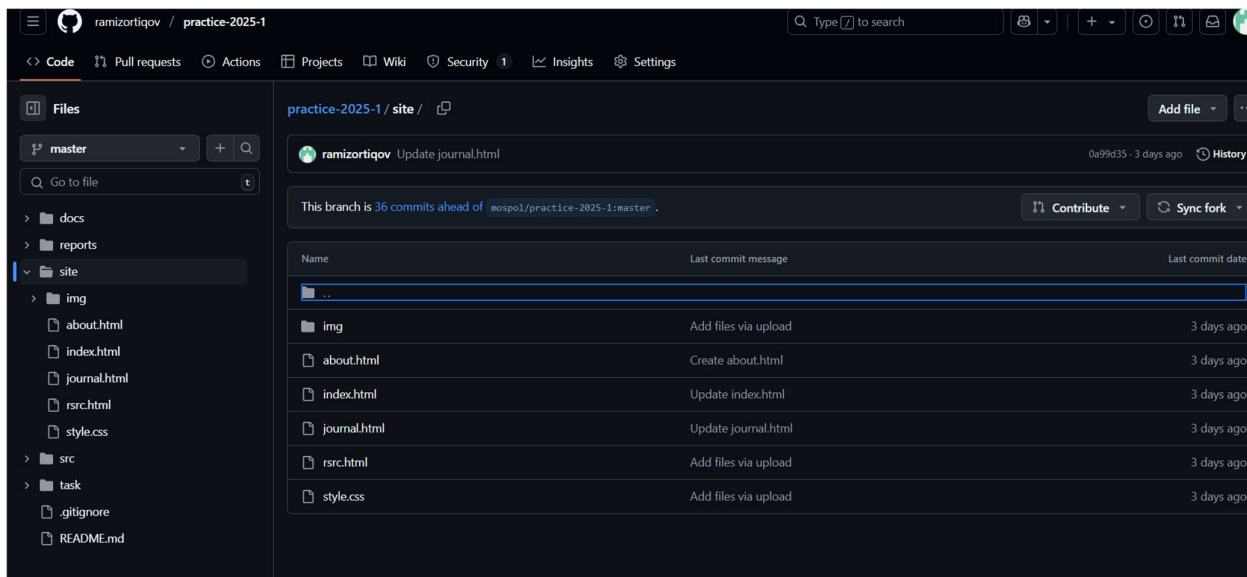 ramizortiqov / practice-2025-1
Type / to search
Code Pull requests Actions Projects Wiki Security 1 Insights Settings
Files
practice-2025-1 / site /
Add file
master
ramizortiqov Update journal.html
0a99d35 · 3 days ago History
Go to file t
This branch is 36 commits ahead of mospol/practice-2025-1:master .
Contribute Sync fork
docs
reports
site
img
about.html
index.html
journal.html
rsrc.html
style.css
src
task
.gitignore
README.md
Name Last commit message Last commit date
..
img Add files via upload 3 days ago
about.html Create about.html 3 days ago
index.html Update index.html 3 days ago
journal.html Update journal.html 3 days ago
rsrc.html Add files via upload 3 days ago
style.css Add files via upload 3 days ago